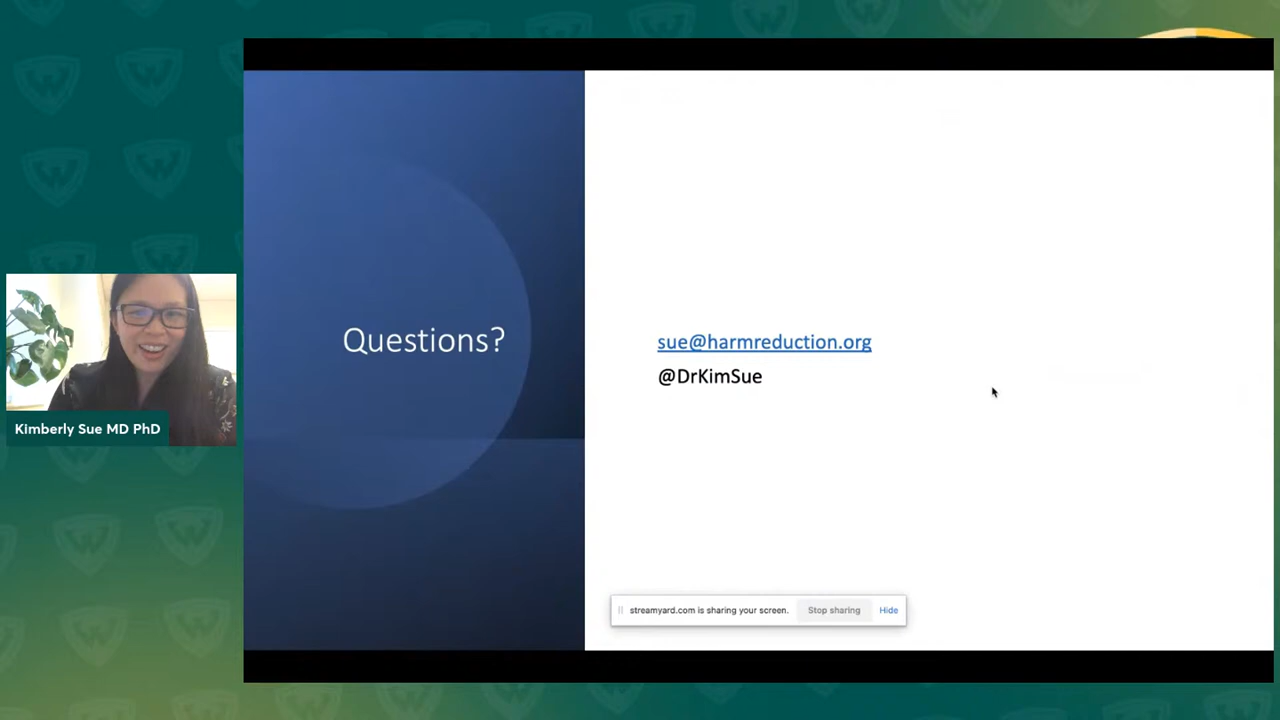 Questions?
sue@harmreduction.org
@DrKimSue
Kimberly Sue MD PhD
streamyard.com is sharing your screen.
Stop sharing
Hide